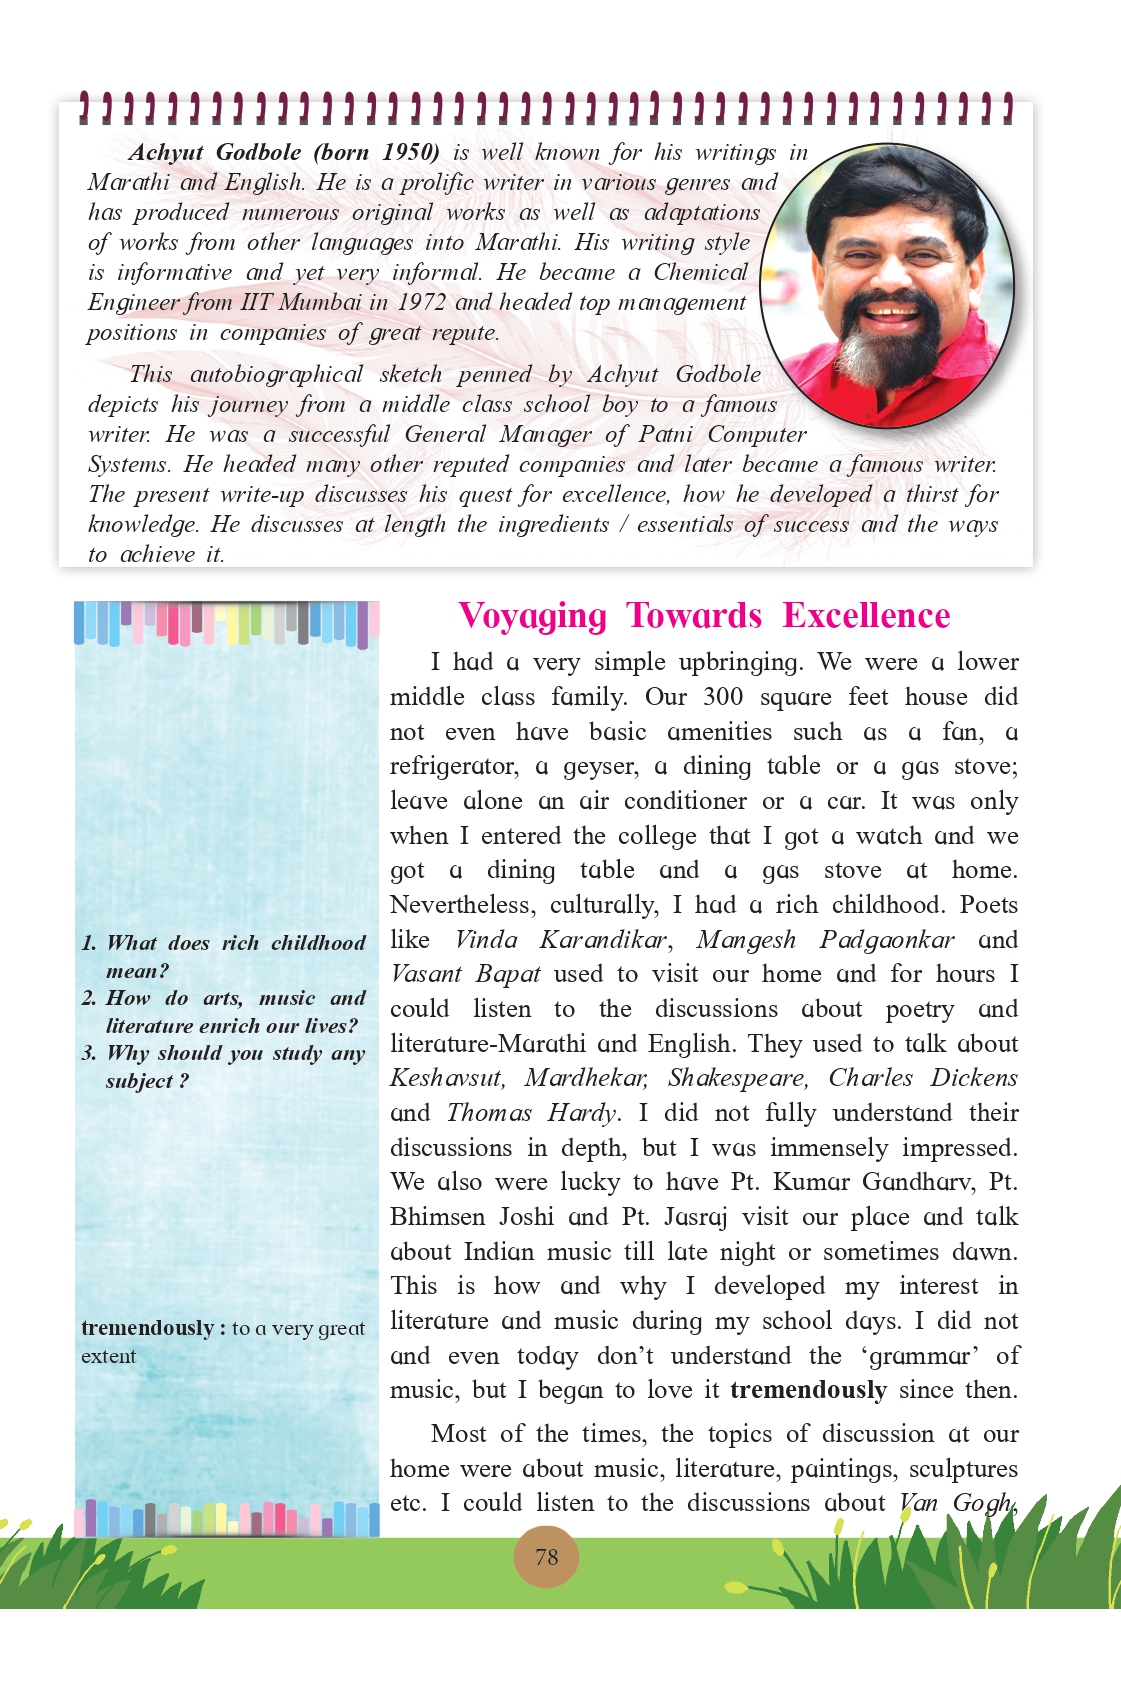 Achyut Godbole (born 1950) is well known for his writings in
Marathi and English. He is a prolific writer in various genres and
has produced numerous original works as well as adaptations
of works from other languages into Marathi. His writing style
is informative and yet very informal. He became a Chemical
Engineer from IIT Mumbai in 1972 and headed top management
positions in companies of great repute.
This autobiographical sketch penned by Achyut Godbole
depicts his journey from a middle class school boy to a famous
writer. He was a successful General Manager of Patni Computer
Systems. He headed many other reputed companies and later became a famous writer.
The present write-up discusses his quest for excellence, how he developed a thirst for
knowledge. He discusses at length the ingredients / essentials of success and the ways
to achieve it.
1. What does rich childhood
mean?
2. How do arts, music and
literature enrich our lives?
3. Why should you study any
subject ?
tremendously : to a very great
extent
Voyaging Towards Excellence
I had a very simple upbringing. We were a lower
middle class family. Our 300 square feet house did
not even have basic amenities such as a fan, a
refrigerator, a geyser, a dining table or a gas stove;
leave alone an air conditioner or a car. It was only
when I entered the college that I got a watch and we
got a dining table and a gas stove at home.
Nevertheless, culturally, I had a rich childhood. Poets
like Vinda Karandikar, Mangesh Padgaonkar and
Vasant Bapat used to visit our home and for hours I
could listen to the discussions about poetry and
literature-Marathi and English. They used to talk about
Keshavsut, Mardhekar, Shakespeare, Charles Dickens
and Thomas Hardy. I did not fully understand their
discussions in depth, but I was immensely impressed.
We also were lucky to have Pt. Kumar Gandharv, Pt.
Bhimsen Joshi and Pt. Jasraj visit our place and talk
about Indian music till late night or sometimes dawn.
This is how and why I developed my interest in
literature and music during my school days. I did not
and even today don’t understand the ‘grammar’ of
music, but I began to love it tremendously since then.
Most of the times, the topics of discussion at our
home were about music, literature, paintings, sculptures
etc. I could listen to the discussions about Van Gogh,
78